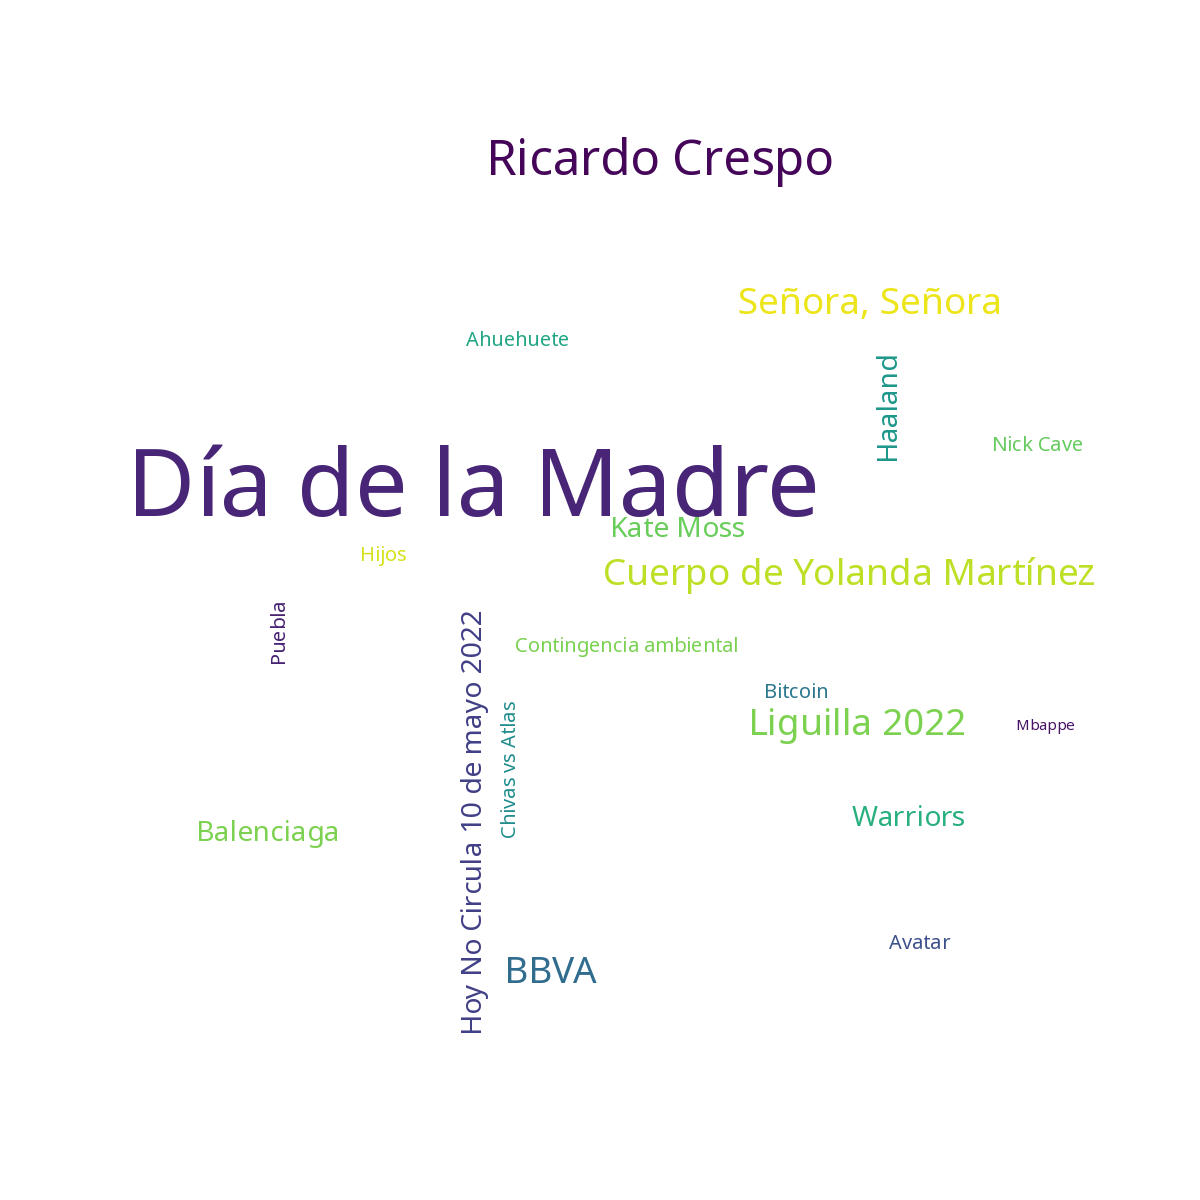 Ricardo Crespo
Señora, Señora
Ahuehuete
Haaland
Nick Cave
Día de la Madre
Kate Moss
Hijos
Cuerpo de Yolanda Martínez
Puebla
Contingencia ambiental
Hoy No Circula 10 de mayo 2022
Bitcoin
Liguilla 2022
Mbappe
Chivas vs Atlas
Warriors
Balenciaga
Avatar
BBVA